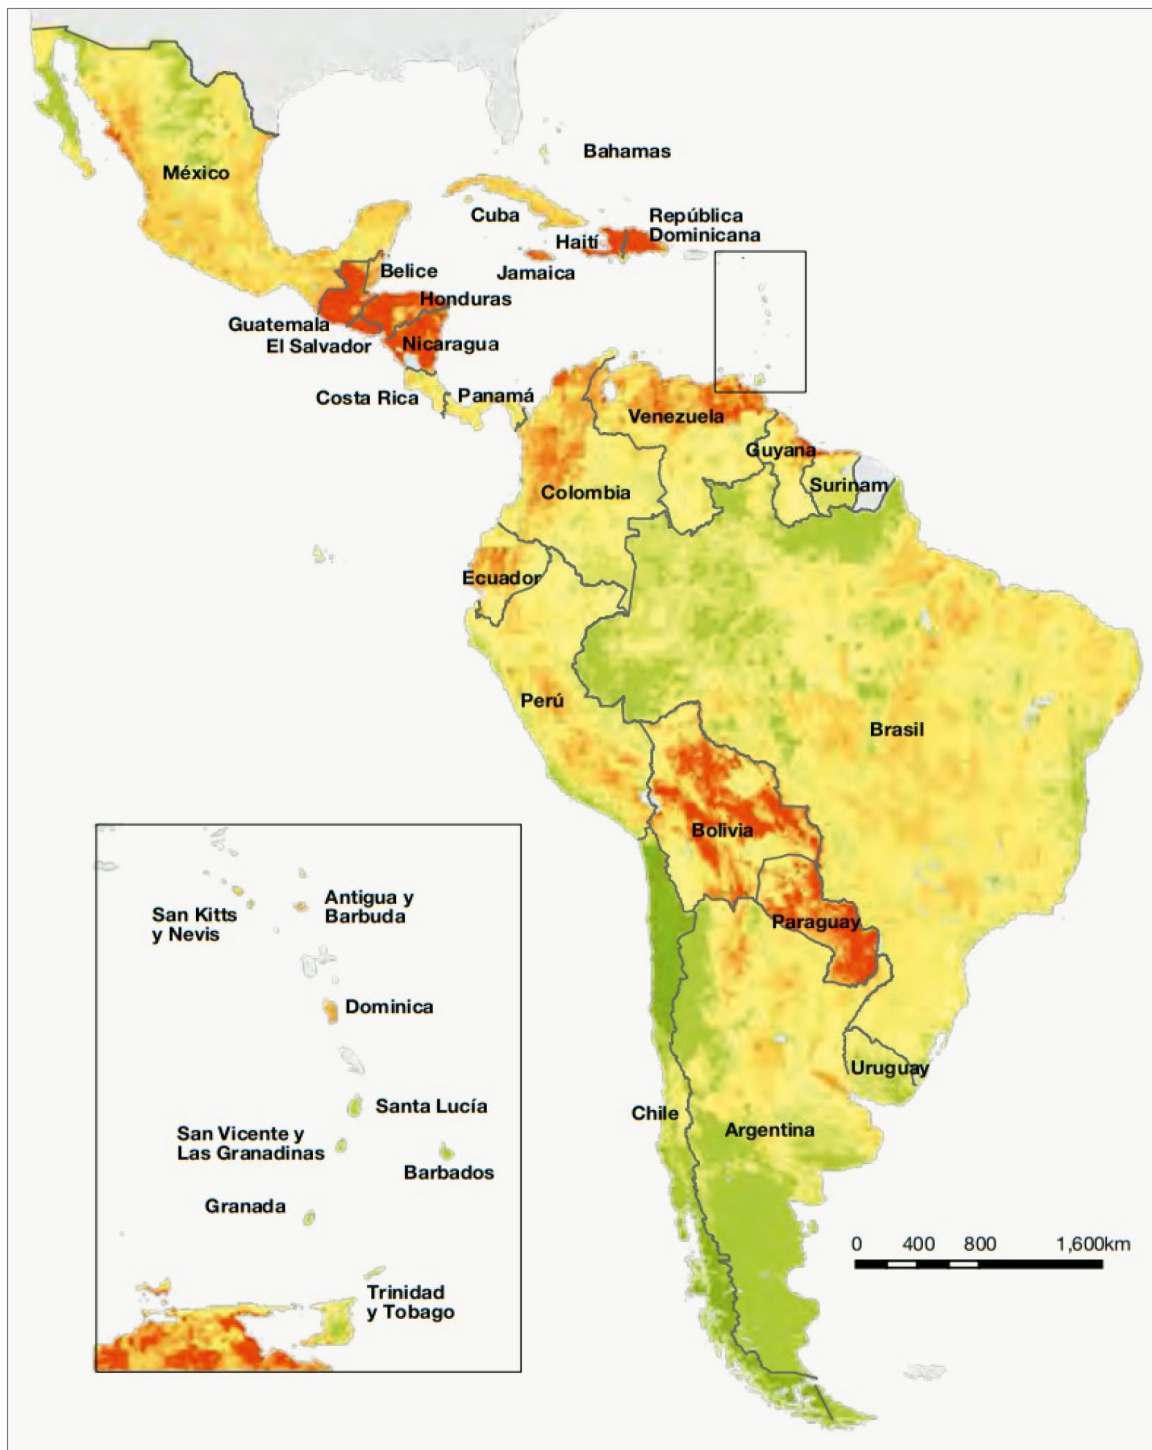 Bahamas
México
República
Dominicana
Cuba
Haití
Jamaica
Belice
Honduras
Guatemala
El Salvador
Nicaragua
Costa Rica
Panamá
Venezuela
Guyana
Surinam
Colombia
Ecuador
Perú
Brasil
Bolivia
Paraguay
Uruguay
Chile
Argentina
0 400 800 1,600km
Antigua y
Barbuda
San Kitts
y Nevis
Dominica
Santa Lucía
San Vicente y
Las Granadinas
Barbados
Granada
Trinidad
y Tobago